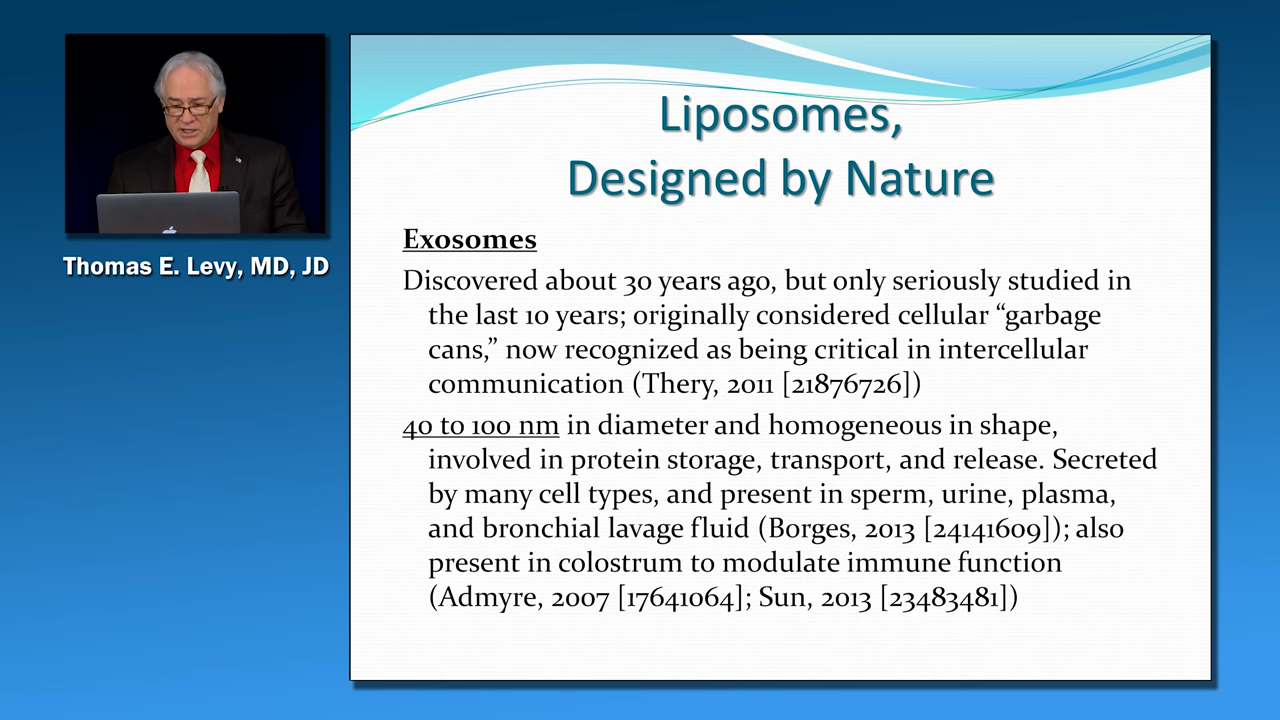 Thomas E. Levy, MD, JD
Liposomes,
Designed by Nature
Exosomes
Discovered about 30 years ago, but only seriously studied in
the last 10 years; originally considered cellular “garbage
cans,” now recognized as being critical in intercellular
communication (Thery, 2011 [21876726])
40 to 100 nm in diameter and homogeneous in shape,
involved in protein storage, transport, and release. Secreted
by many cell types, and present in sperm, urine, plasma,
and bronchial lavage fluid (Borges, 2013 [24141609]); also
present in colostrum to modulate immune function
(Admyre, 2007 [17641064]; Sun, 2013 [23483481])